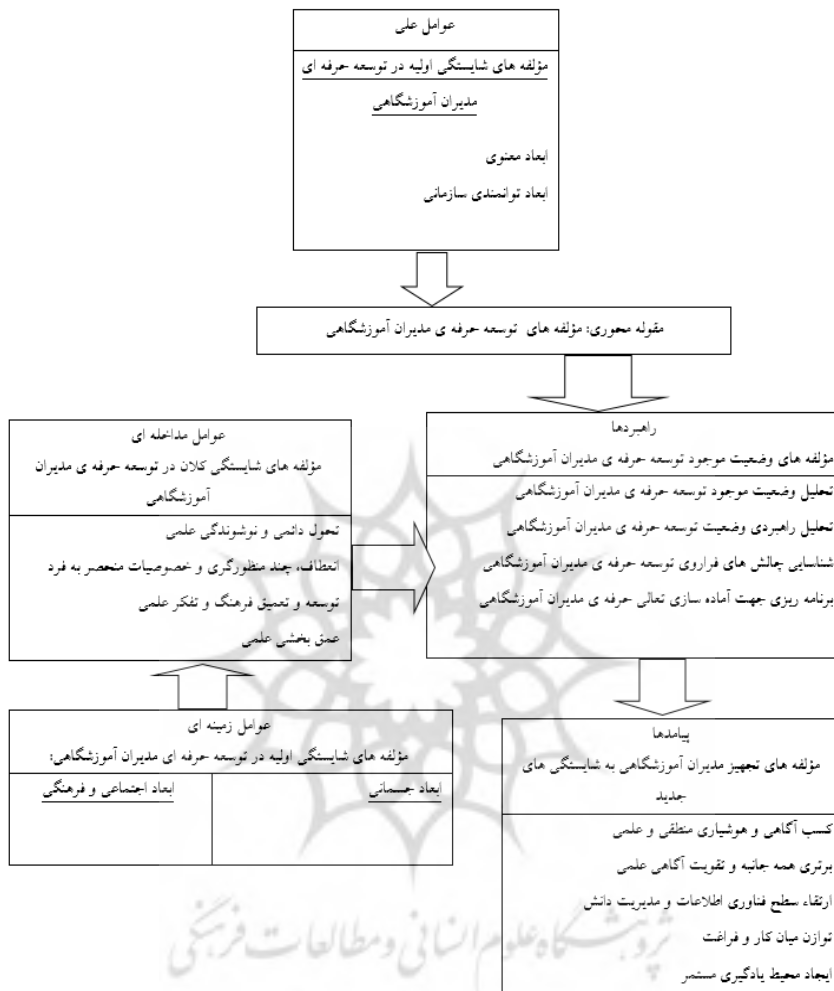 عوامل علی
مؤلفه های شایستگی اولیه در توسعه حرفه ای
مدیران آموزشگاهی
ابعاد معنوی
ابعاد توانمندی سازمانی
مقوله محوری: مؤلفه های توسعه حرفه ی مدیران آموزشگاهی
راهبردها
مؤلفه های وضعیت موجود توسعه حرفه ی مدیران آموزشگاهی
تحلیل وضعیت موجود توسعه حرفه ی مدیران آموزشگاهی
تحلیل راهبردی وضعیت توسعه حرفه ی مدیران آموزشگاهی
شناسایی چالش های فراروی توسعه حرفه ی مدیران آموزشگاهی
برنامه ریزی جهت آماده سازی تعالی حرفه ی مدیران آموزشگاهی
عوامل مداخله ای
مؤلفه های شایستگی کلان در توسعه حرفه ی مدیران
آموزشگاهی
تحول دائمی و نوشوندگی علمی
انعطاف، چند منظورگری و خصوصیات منحصر به فرد
توسعه و تعمیق فرهنگ و تفکر علمی
عمق بخشی علمی
عوامل زمینه ای
مؤلفه های شایستگی اولیه در توسعه حرفه ای مدیران آموزشگاهی:
ابعاد جسمانی
ابعاد اجتماعی و فرهنگی
پیامدها
مؤلفه های تجهیز مدیران آموزشگاهی به شایستگی های
جدید
کسب آگاهی و هوشیاری منطقی و علمی
برتری همه جانبه و تقویت آگاهی علمی
ارتقاء سطح فناوری اطلاعات و مدیریت دانش
توازن میان کار و فراغت
ایجاد محیط یادگیری مستمر
پژوهشگاه علوم انسانی و مطالعات فرهنگی